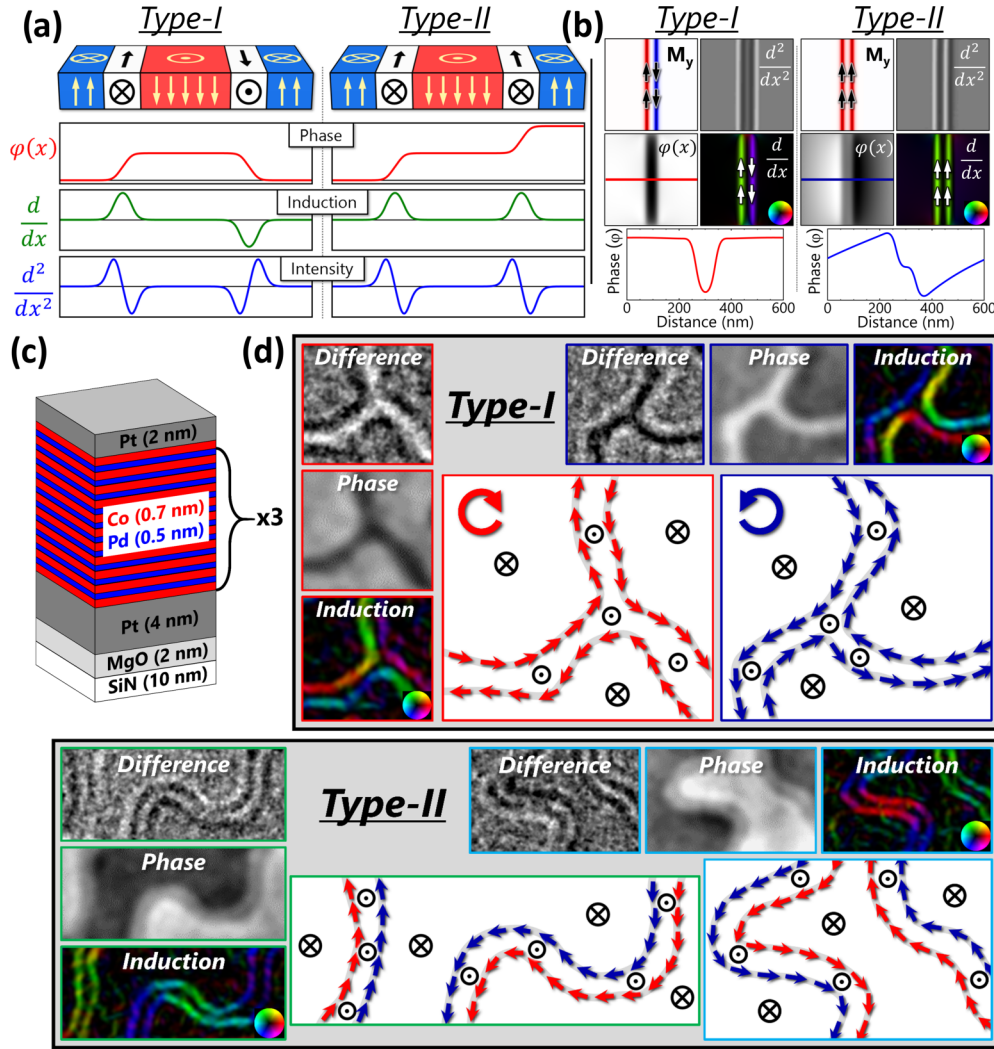 (a)
Type-I
Type-II
φ(x)
Phase
d/dx
Induction
d²/dx²
Intensity
(b)
Type-I
Type-II
M_y
d²/dx²
M_y
d²/dx²
φ(x)
d/dx
φ(x)
d/dx
Phase (φ)
0 200 400 600
Distance (nm)
Phase (φ)
0 200 400 600
Distance (nm)
(c)
Pt (2 nm)
Co (0.7 nm)
Pd (0.5 nm)
x3
Pt (4 nm)
MgO (2 nm)
SiN (10 nm)
(d)
Difference
Type-I
Difference
Phase
Induction
Phase
Induction
Difference
Type-II
Difference
Phase
Induction
Phase
Induction